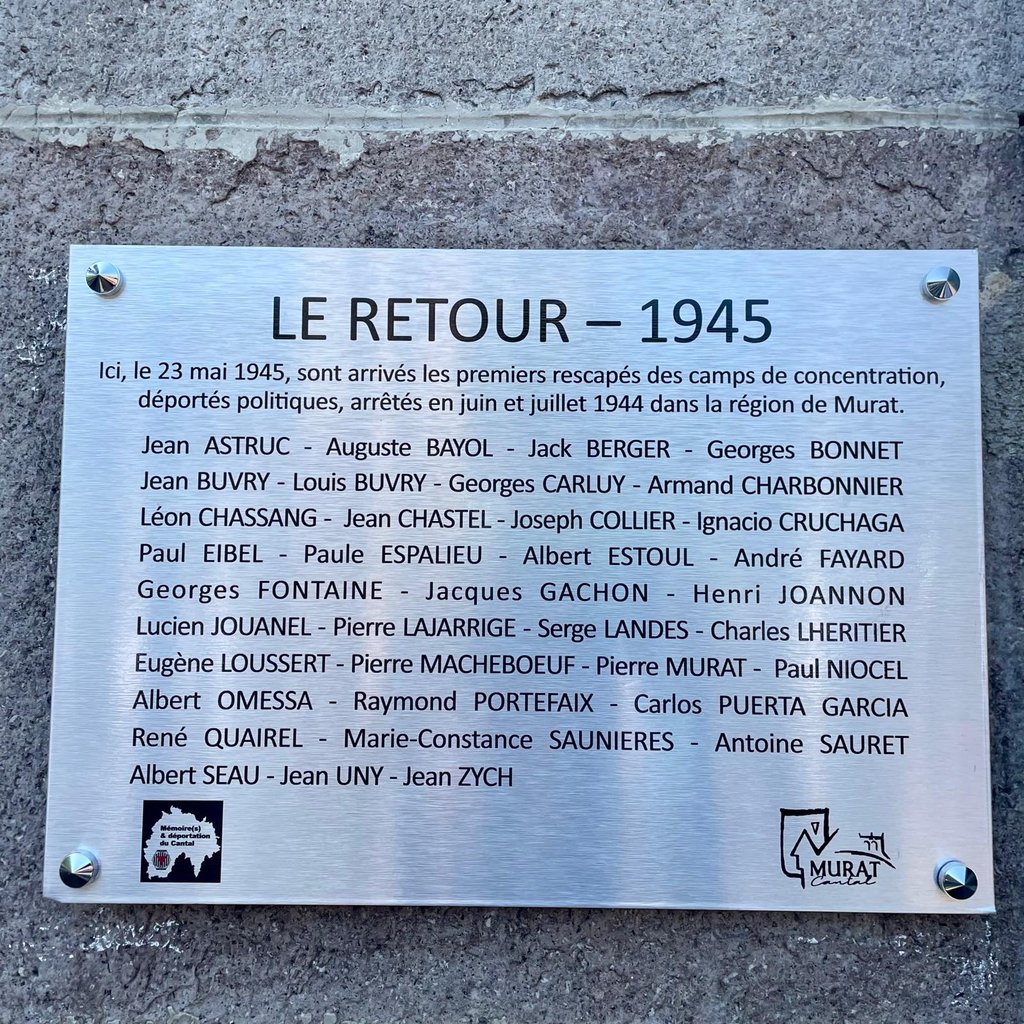 LE RETOUR – 1945
Ici, le 23 mai 1945, sont arrivés les premiers rescapés des camps de concentration,
déportés politiques, arrêtés en juin et juillet 1944 dans la région de Murat.
Jean ASTRUC - Auguste BAYOL - Jack BERGER - Georges BONNET
Jean BUVRY - Louis BUVRY - Georges CARLUY - Armand CHARBONNIER
Léon CHASSANG - Jean CHASTEL - Joseph COLLIER - Ignacio CRUCHAGA
Paul EIBEL - Paule ESPALIEU - Albert ESTOUL - André FAYARD
Georges FONTAINE - Jacques GACHON - Henri JOANNON
Lucien JOUANEL - Pierre LAJARRIGE - Serge LANDES - Charles LHERITIER
Eugène LOUSSERT - Pierre MACHEBOEUF - Pierre MURAT - Paul NIOCEL
Albert OMESSA - Raymond PORTEFAIX - Carlos PUERTA GARCIA
René QUAIREL - Marie-Constance SAUNIERES - Antoine SAURET
Albert SEAU - Jean UNY - Jean ZYCH
Mémoire(s)
& déportation
du Cantal
MURAT
Cantal